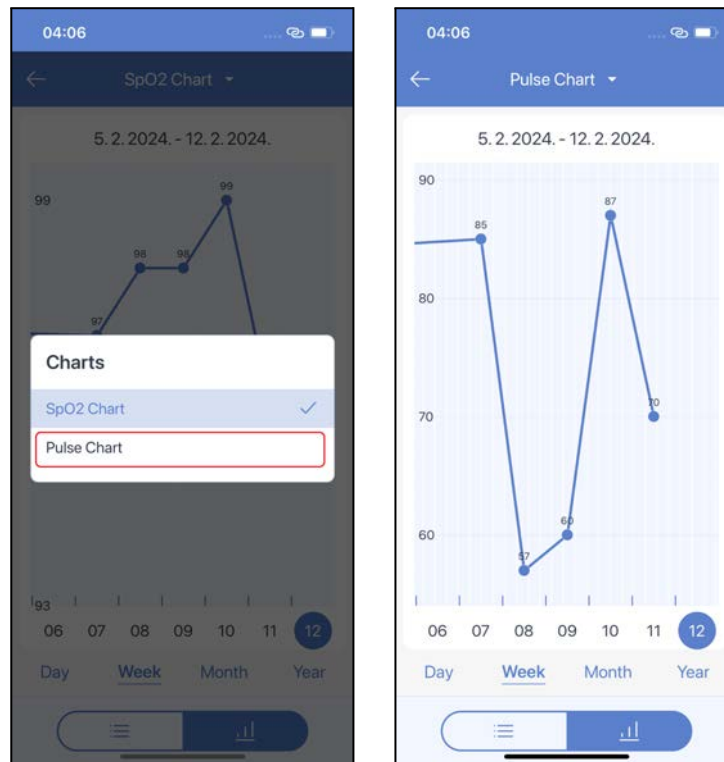 04:06
SpO2 Chart
5. 2. 2024. - 12. 2. 2024.
99
99
98
98
97
Charts
SpO2 Chart
Pulse Chart
93
06 07 08 09 10 11 12
Day Week Month Year
04:06
Pulse Chart
5. 2. 2024. - 12. 2. 2024.
90
87
85
80
70
70
60
60
57
06 07 08 09 10 11 12
Day Week Month Year